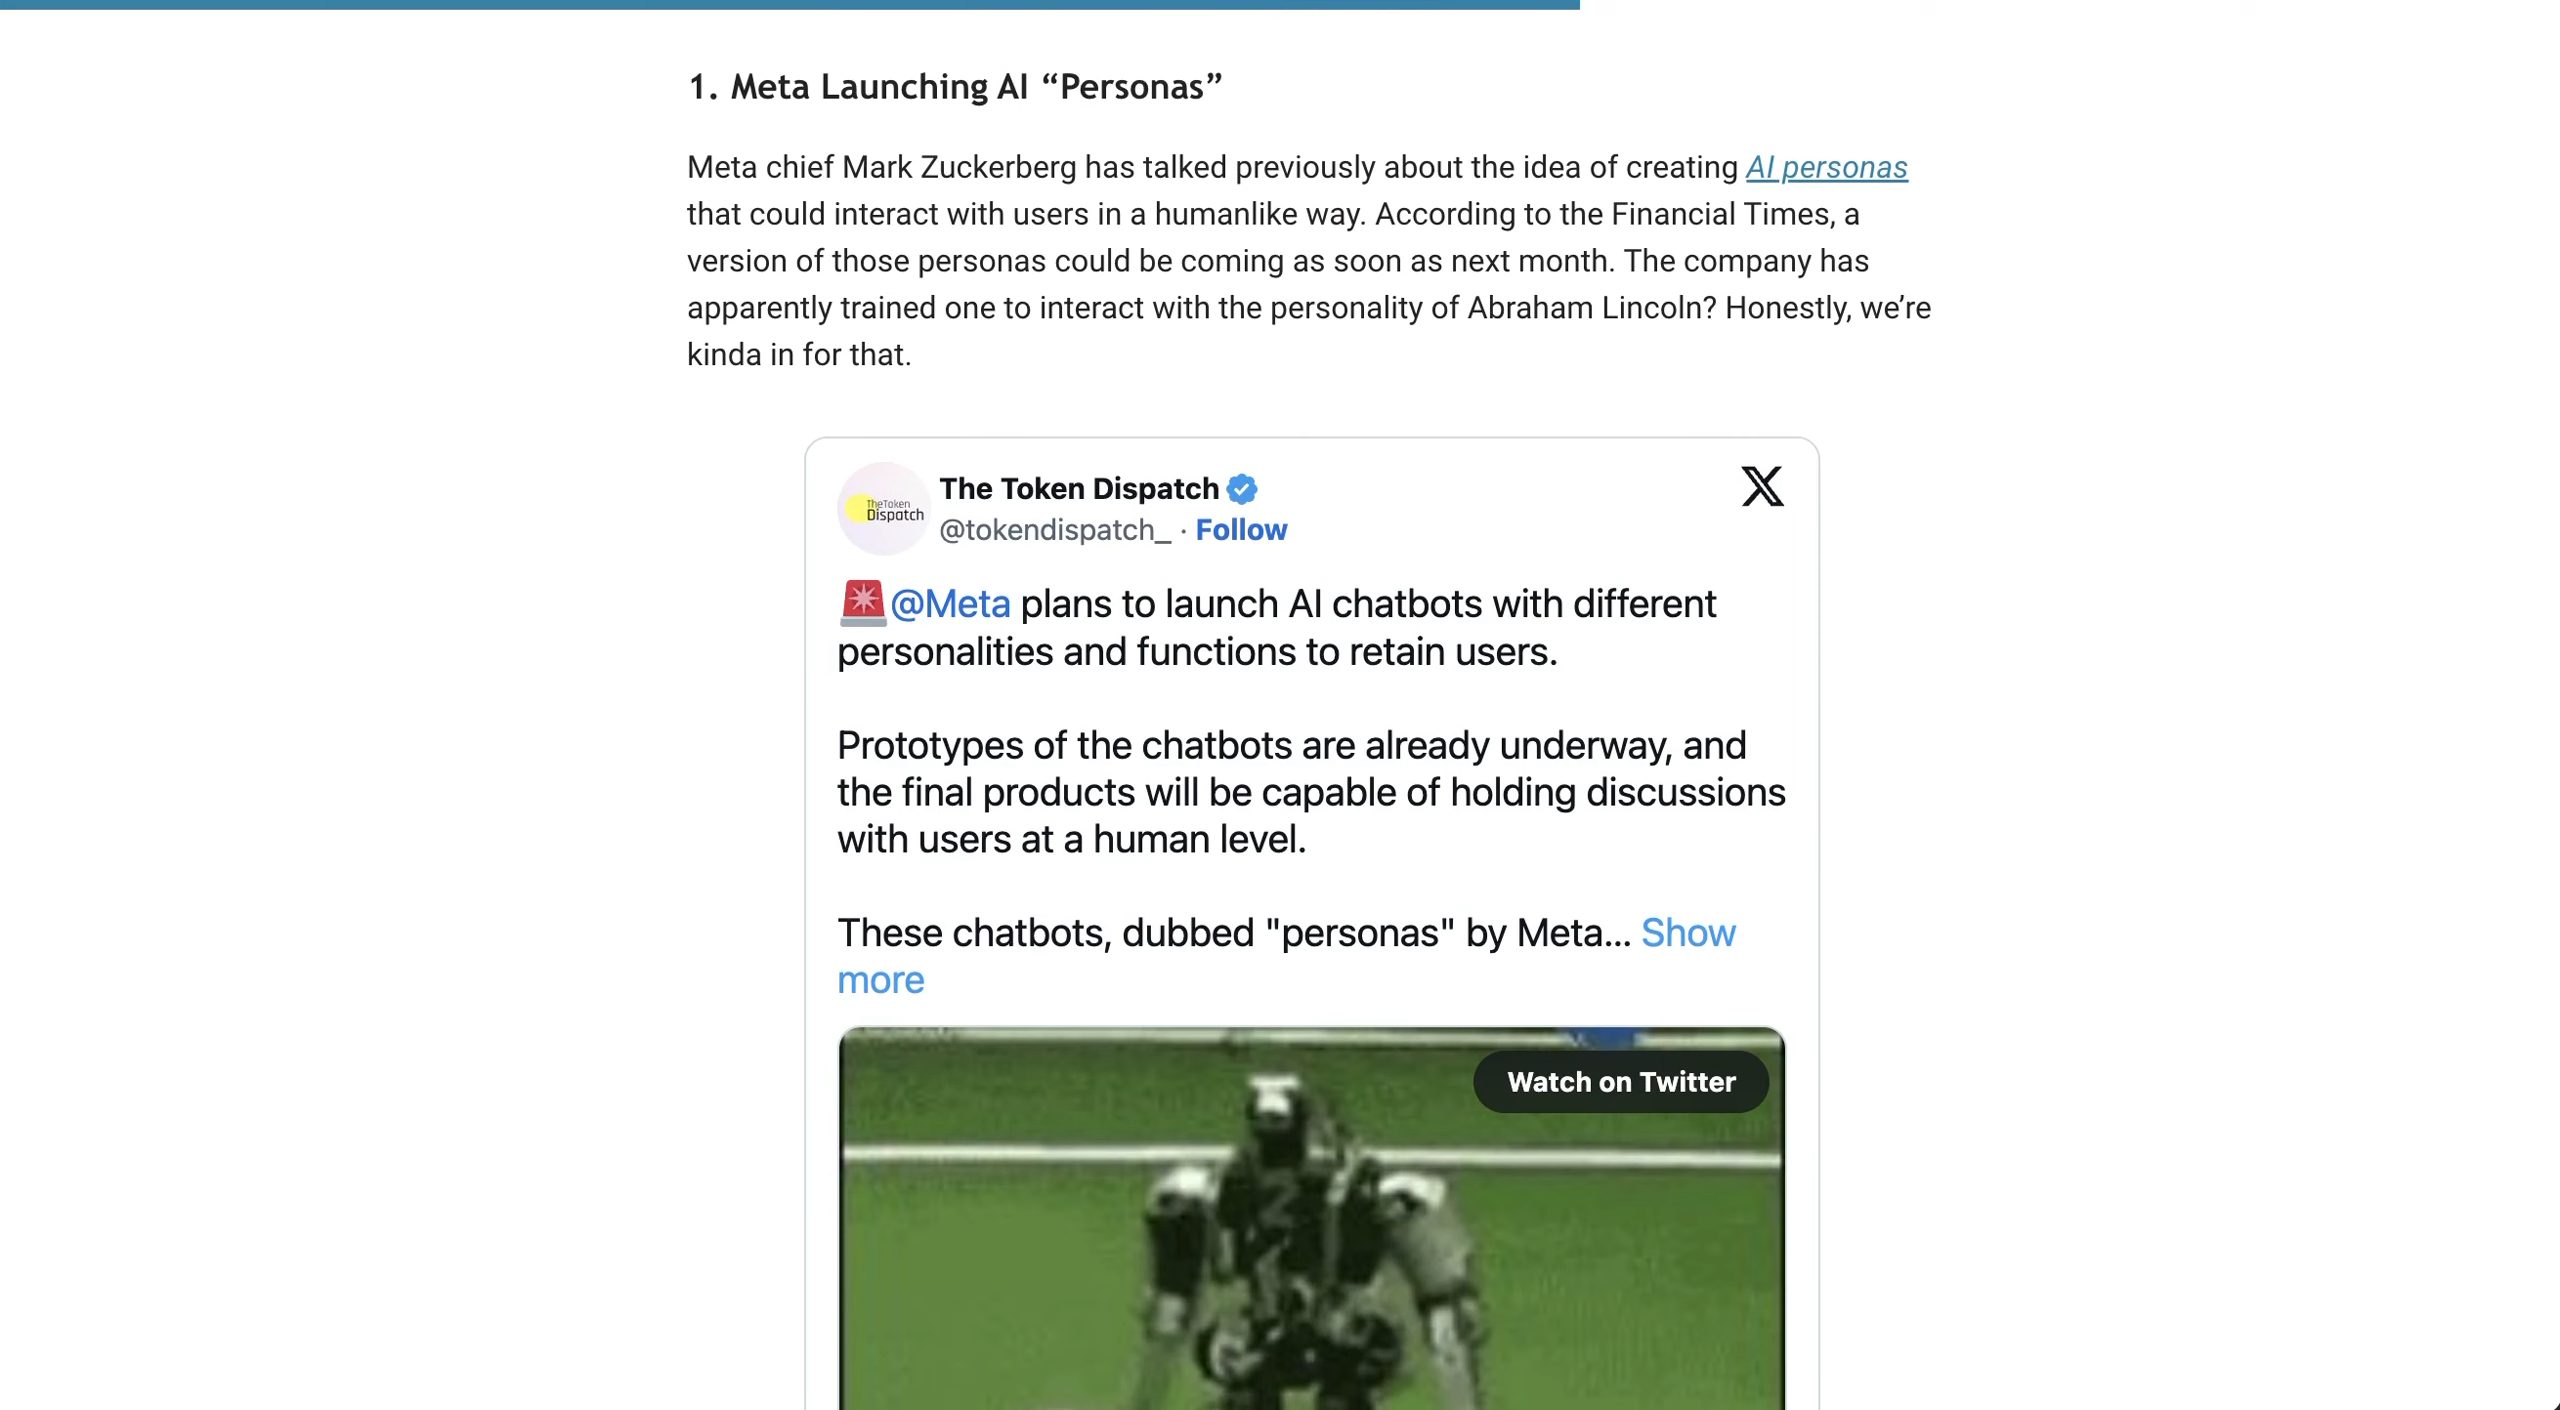 1. Meta Launching AI “Personas”
Meta chief Mark Zuckerberg has talked previously about the idea of creating AI personas
that could interact with users in a humanlike way. According to the Financial Times, a
version of those personas could be coming as soon as next month. The company has
apparently trained one to interact with the personality of Abraham Lincoln? Honestly, we’re
kinda in for that.
TheToken
Dispatch
The Token Dispatch
@tokendispatch_ · Follow
🚨@Meta plans to launch AI chatbots with different
personalities and functions to retain users.
Prototypes of the chatbots are already underway, and
the final products will be capable of holding discussions
with users at a human level.
These chatbots, dubbed "personas" by Meta... Show
more
Watch on Twitter